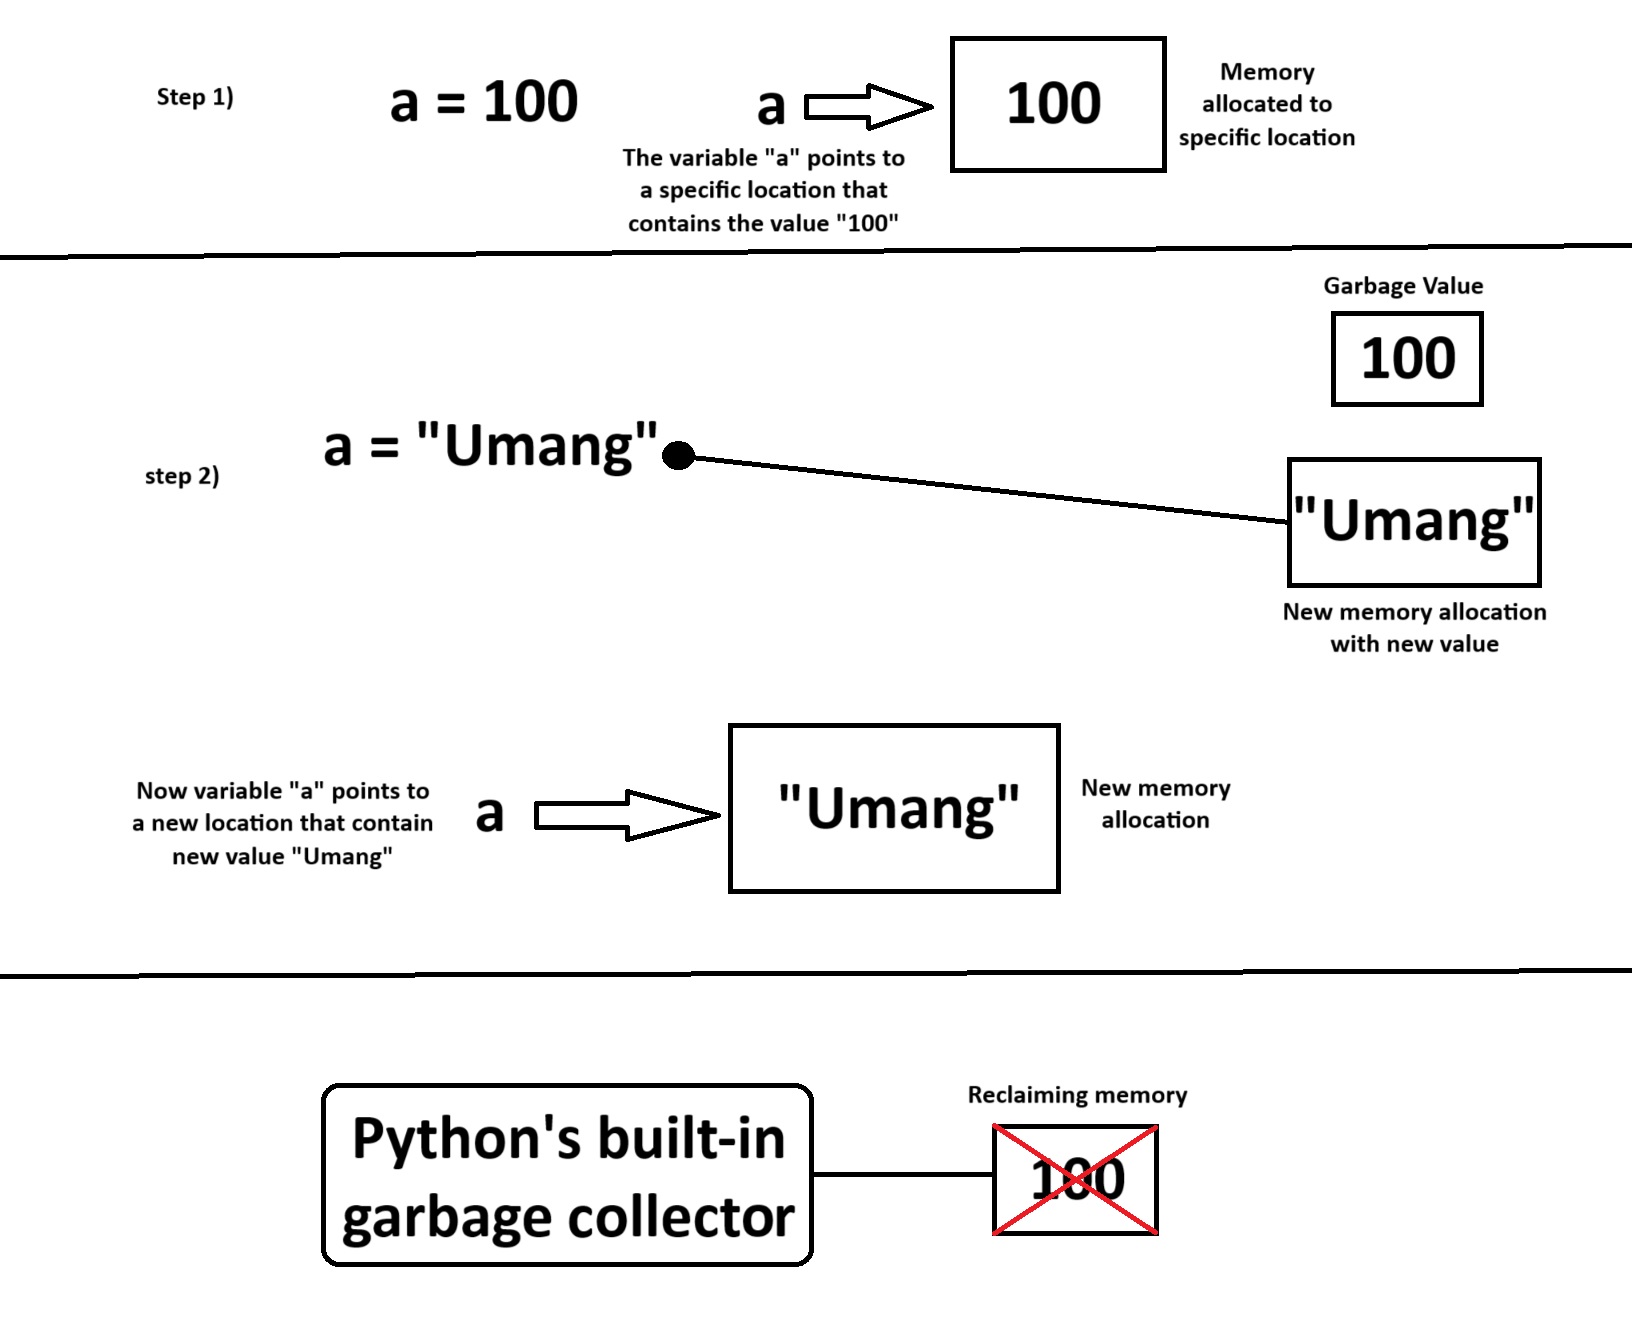 Step 1)
a = 100
a
100
Memory
allocated to
specific location
The variable "a" points to
a specific location that
contains the value "100"
Garbage Value
100
step 2)
a = "Umang"
"Umang"
New memory allocation
with new value
Now variable "a" points to
a new location that contain
new value "Umang"
a
"Umang"
New memory
allocation
Python's built-in
garbage collector
Reclaiming memory
100